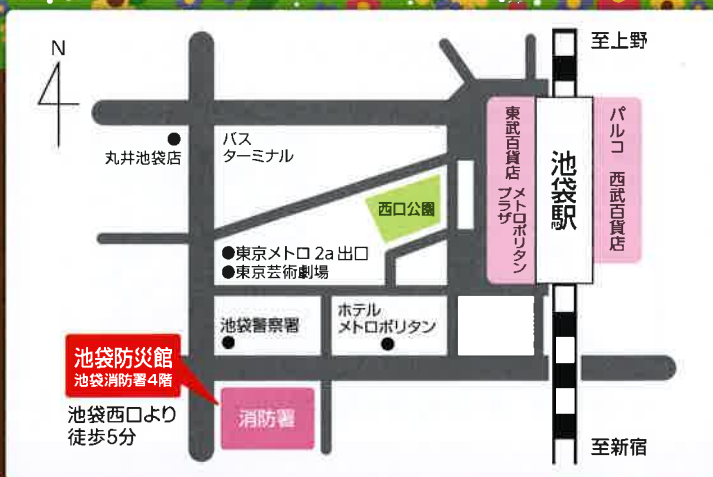 N
至上野
丸井池袋店
バス
ターミナル
東武百貨店
メトロポリタン
プラザ
池袋駅
パルコ 西武百貨店
西口公園
●東京メトロ 2a出口
●東京芸術劇場
池袋警察署
ホテル
メトロポリタン
池袋防災館
池袋消防署4階
池袋西口より
徒歩5分
消防署
至新宿